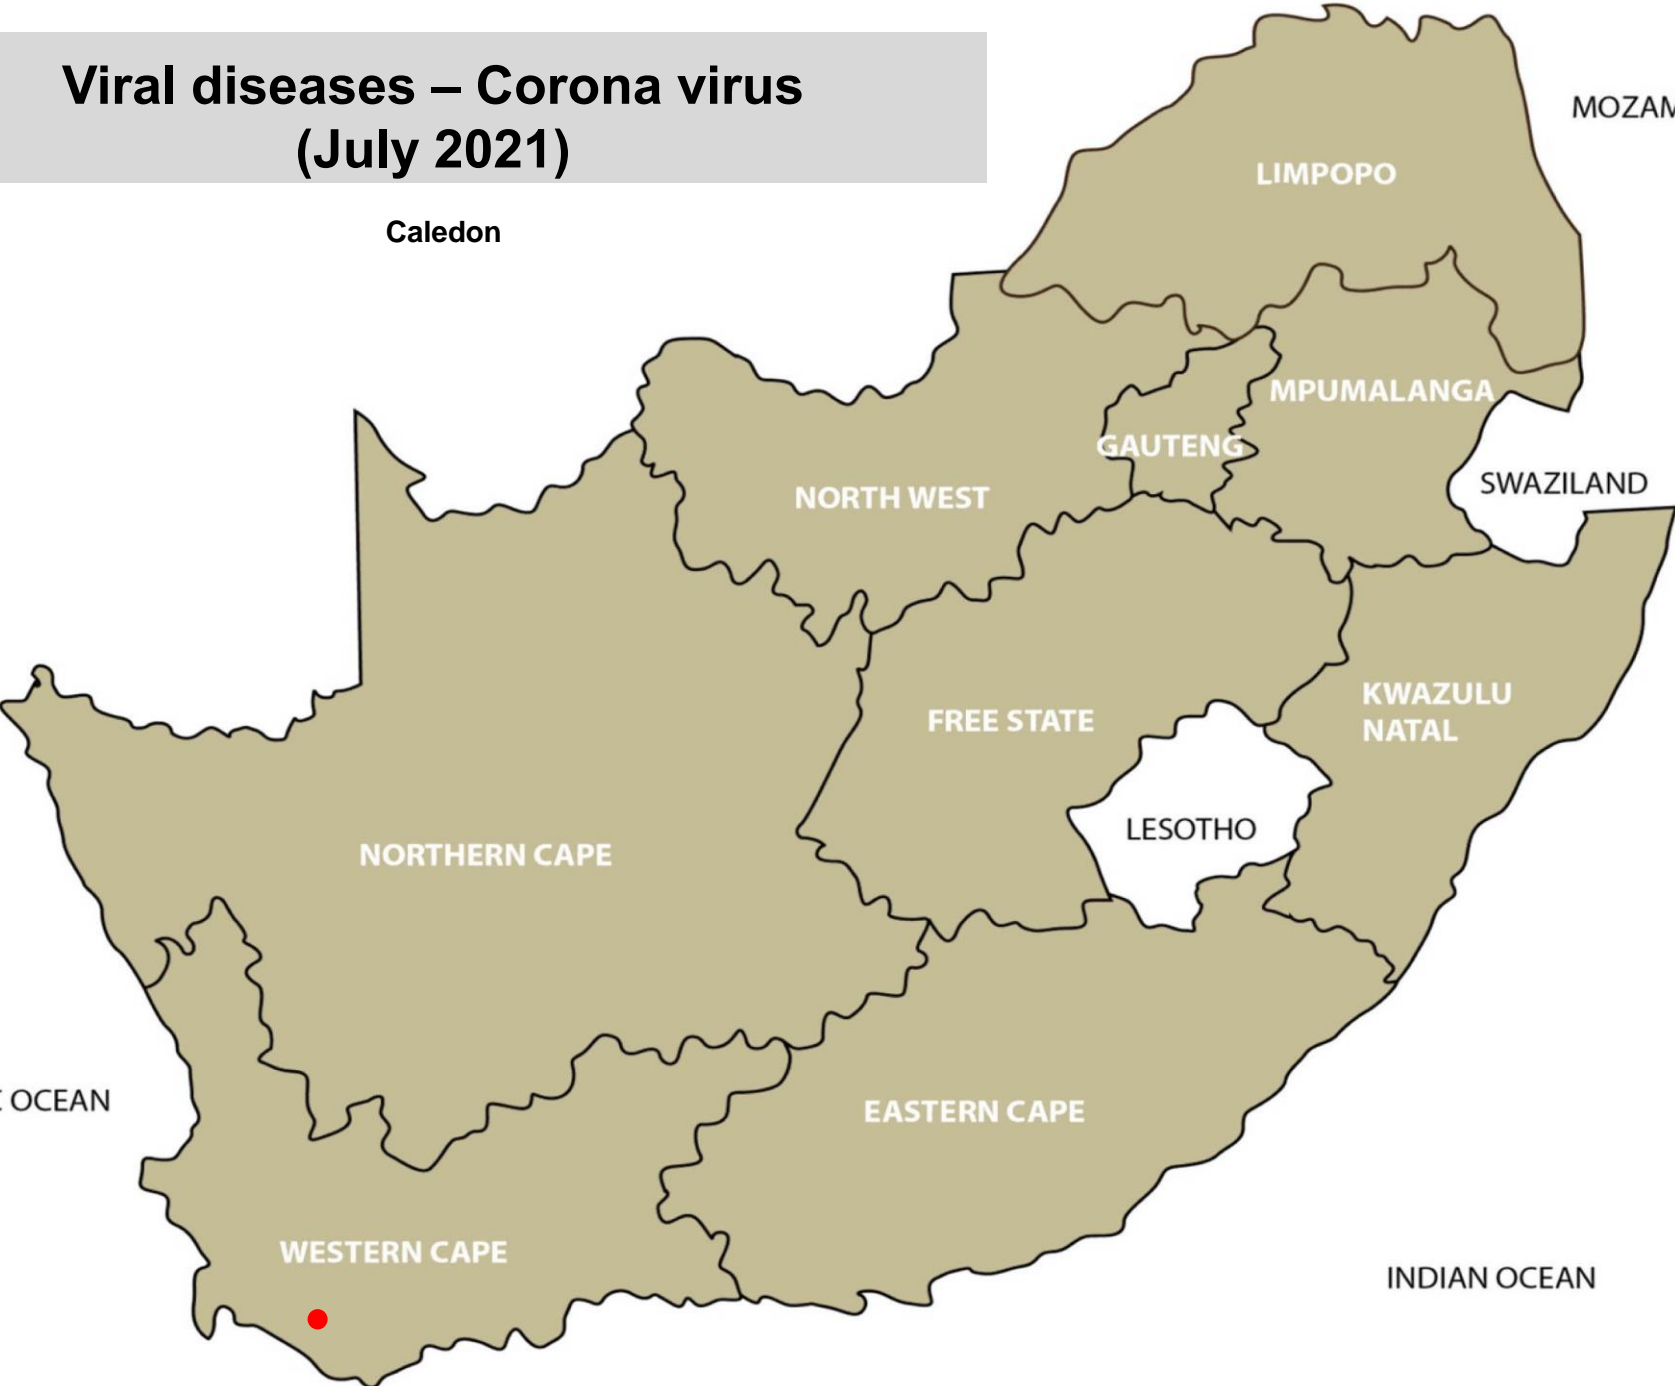 Viral diseases – Corona virus
(July 2021)
MOZAM
LIMPOPO
Caledon
MPUMALANGA
GAUTENG
SWAZILAND
NORTH WEST
KWAZULU
NATAL
FREE STATE
LESOTHO
NORTHERN CAPE
OCEAN
EASTERN CAPE
WESTERN CAPE
INDIAN OCEAN